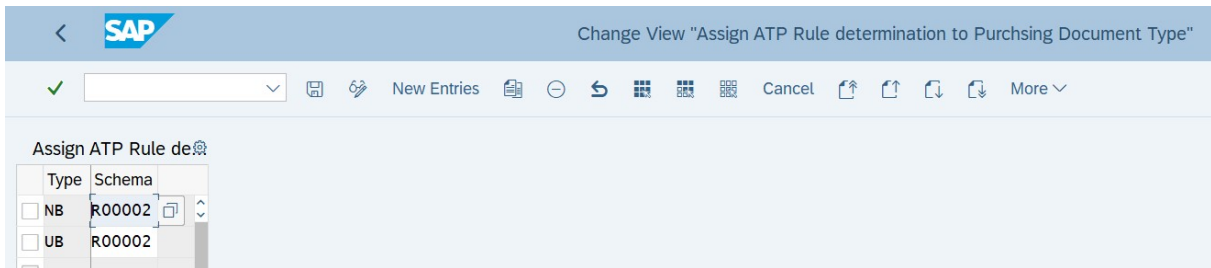 SAP
Change View "Assign ATP Rule determination to Purchsing Document Type"
New Entries Cancel More
Assign ATP Rule de
Type Schema
NB R00002
UB R00002